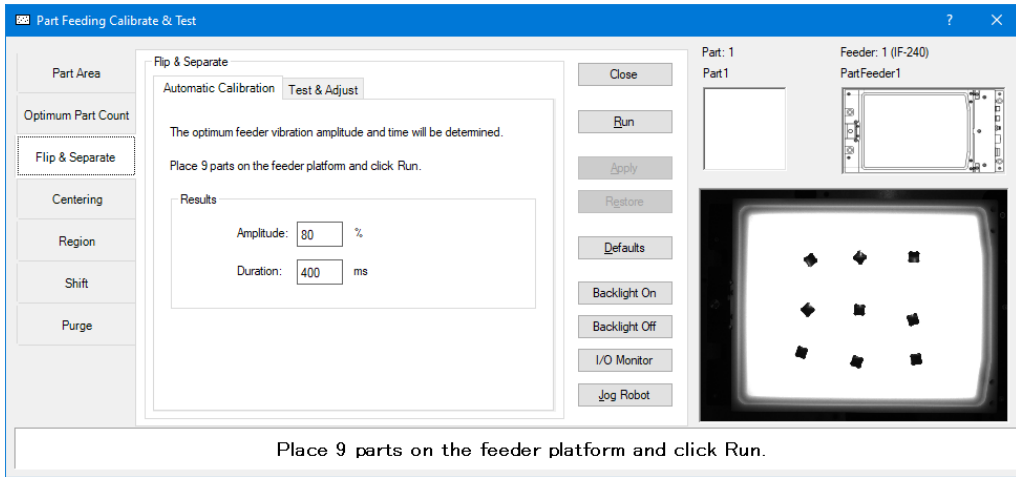 Part Feeding Calibrate & Test
?
Part Area
Optimum Part Count
Flip & Separate
Centering
Region
Shift
Purge
Flip & Separate
Automatic Calibration
Test & Adjust
The optimum feeder vibration amplitude and time will be detemined.
Place 9 parts on the feeder platform and click Run.
Results
Amplitude: 80 %
Duration: 400 ms
Close
Run
Apply
Restore
Defaults
Backlight On
Backlight Off
I/O Monitor
Jog Robot
Part: 1
Part1
Feeder: 1 (IF-240)
PartFeeder1
Place 9 parts on the feeder platform and click Run.